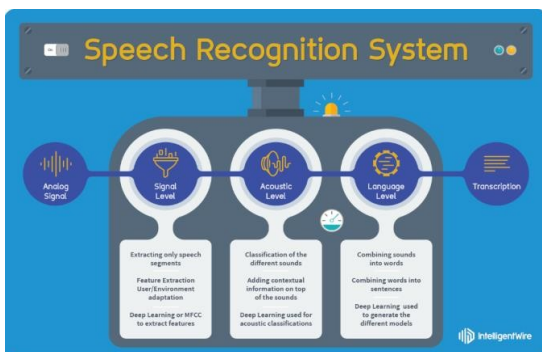 Speech Recognition System
Analog
Signal
Signal
Level
Acoustic
Level
Language
Level
Transcription
Extracting only speech
segments
Feature Extraction
User/Environment
adaptation
Deep Learning or MFCC
to extract features
Classification of the
different sounds
Adding contextual
information on top
of the sounds
Deep Learning used for
acoustic classifications
Combining sounds
into words
Combining words into
sentences
Deep Learning used
to generate the
different models
IntelligentWire